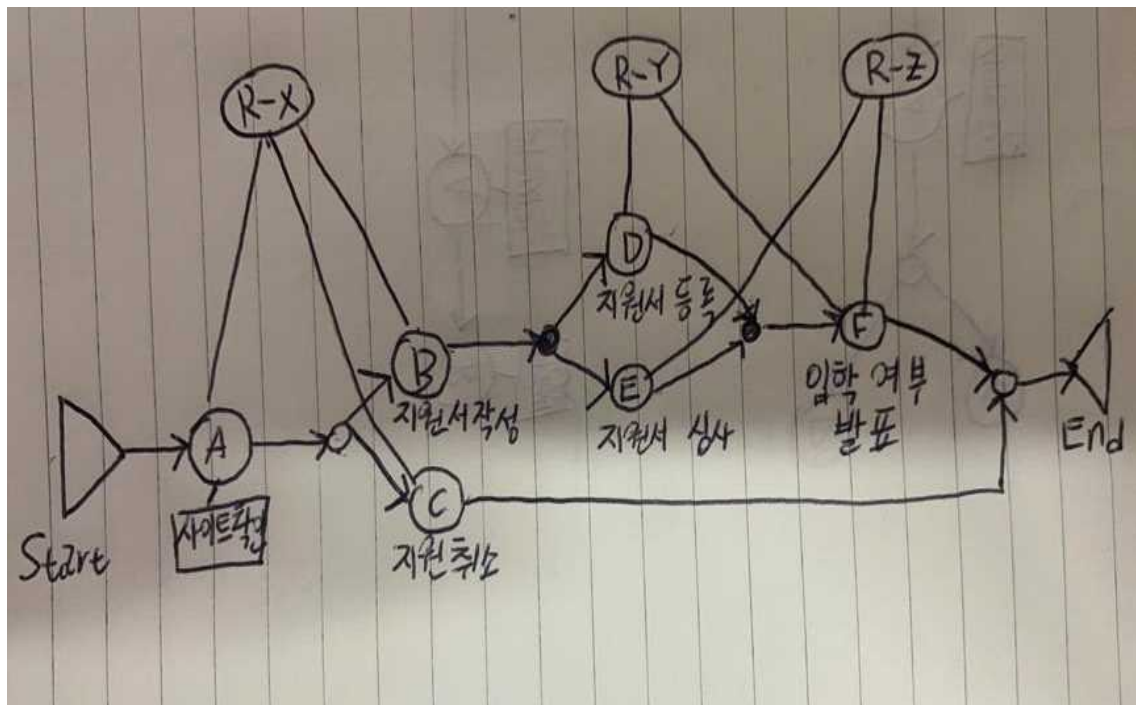 R-X
R-Y
R-Z
D
지원서 등록
B
지원서작성
E
지원서 심사
F
입학 여부
발표
A
사이트확인
C
지원취소
Start
End